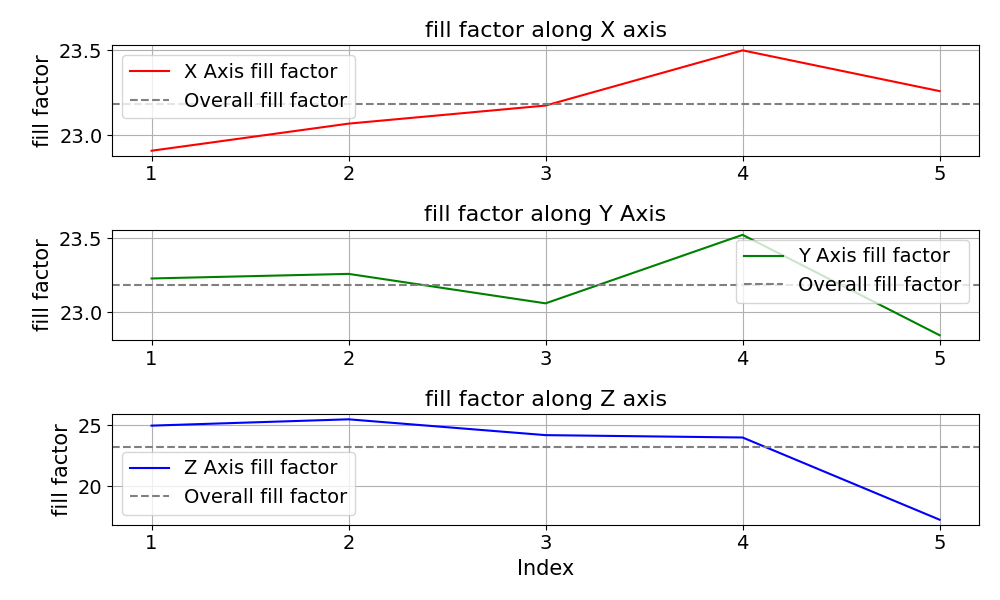 fill factor along X axis
fill factor
23.5
23.0
X Axis fill factor
Overall fill factor
1 2 3 4 5
fill factor along Y Axis
fill factor
23.5
23.0
Y Axis fill factor
Overall fill factor
1 2 3 4 5
fill factor along Z axis
fill factor
25
20
Z Axis fill factor
Overall fill factor
1 2 3 4 5
Index